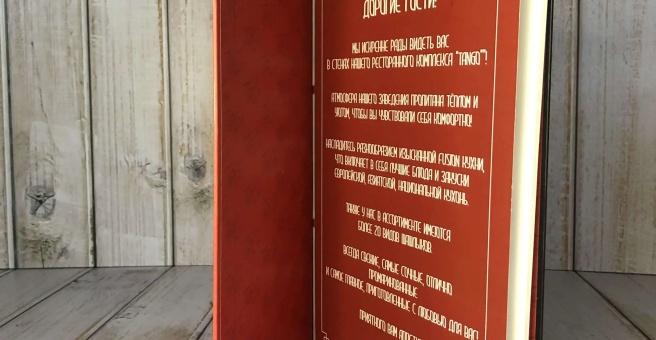 ДОРОГИЕ ГОСТИ!
МЫ ИСКРЕННЕ РАДЫ ВИДЕТЬ ВАС
В СТЕНАХ НАШЕГО РЕСТОРАННОГО КОМПЛЕКСА "TANGO"!
АТМОСФЕРА НАШЕГО ЗАВЕДЕНИЯ ПРОПИТАНА ТЁПЛОМ И
УЮТОМ, ЧТОБЫ ВЫ ЧУВСТВОВАЛИ СЕБЯ КОМФОРТНО!
НАСЛАДИТЕСЬ РАЗНООБРАЗИЕМ ИЗЫСКАННОЙ FUSION КУХНИ,
ЧТО ВКЛЮЧАЕТ В СЕБЯ ЛУЧШИЕ БЛЮДА И ЗАКУСКИ
ЕВРОПЕЙСКОЙ, АЗИАТСКОЙ, НАЦИОНАЛЬНОЙ КУХОНЬ.
ТАКЖЕ У НАС В АССОРТИМЕНТЕ ИМЕЮТСЯ
БОЛЕЕ 20 ВИДОВ ШАШЛЫКОВ.
ВСЕГДА СВЕЖИЕ, САМЫЕ СОЧНЫЕ, ОТЛИЧНО
ПРОМАРИНОВАННЫЕ
И САМОЕ ГЛАВНОЕ, ПРИГОТОВЛЕННЫЕ С ЛЮБОВЬЮ ДЛЯ ВАС!
ПРИЯТНОГО ВАМ